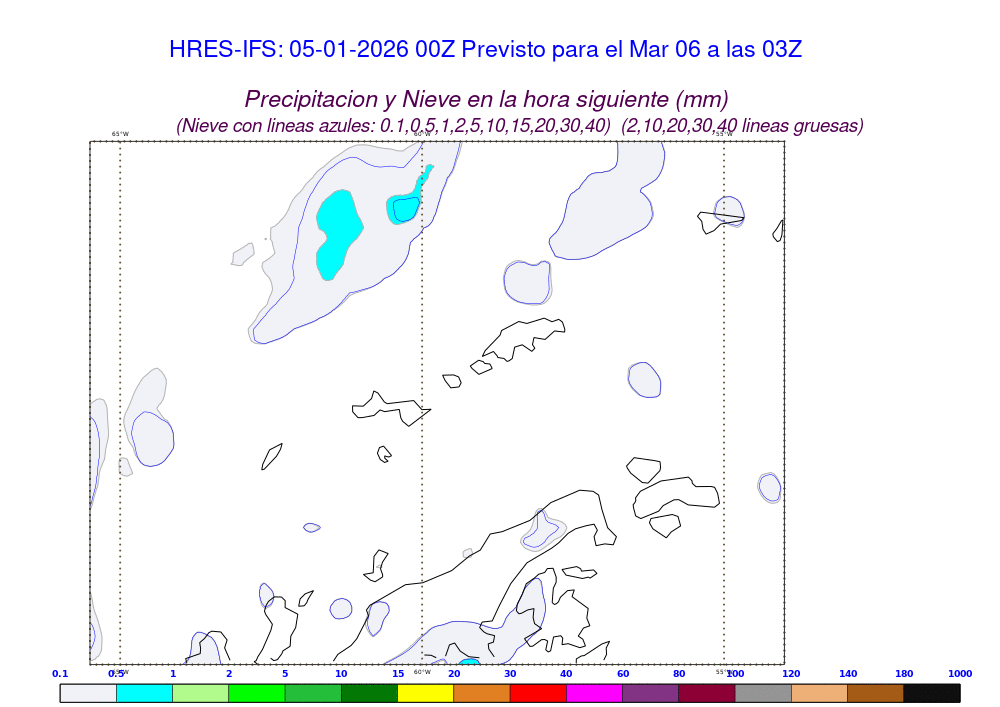 HRES-IFS: 05-01-2026 00Z Previsto para el Mar 06 a las 03Z
Precipitacion y Nieve en la hora siguiente (mm)
(Nieve con lineas azules: 0.1,0.5,1,2,5,10,15,20,30,40) (2,10,20,30,40 lineas gruesas)
65°W 60°W 55°W
65°W 60°W 55°W
0.1 0.5 1 2 5 10 15 20 30 40 60 80 100 120 140 180 1000